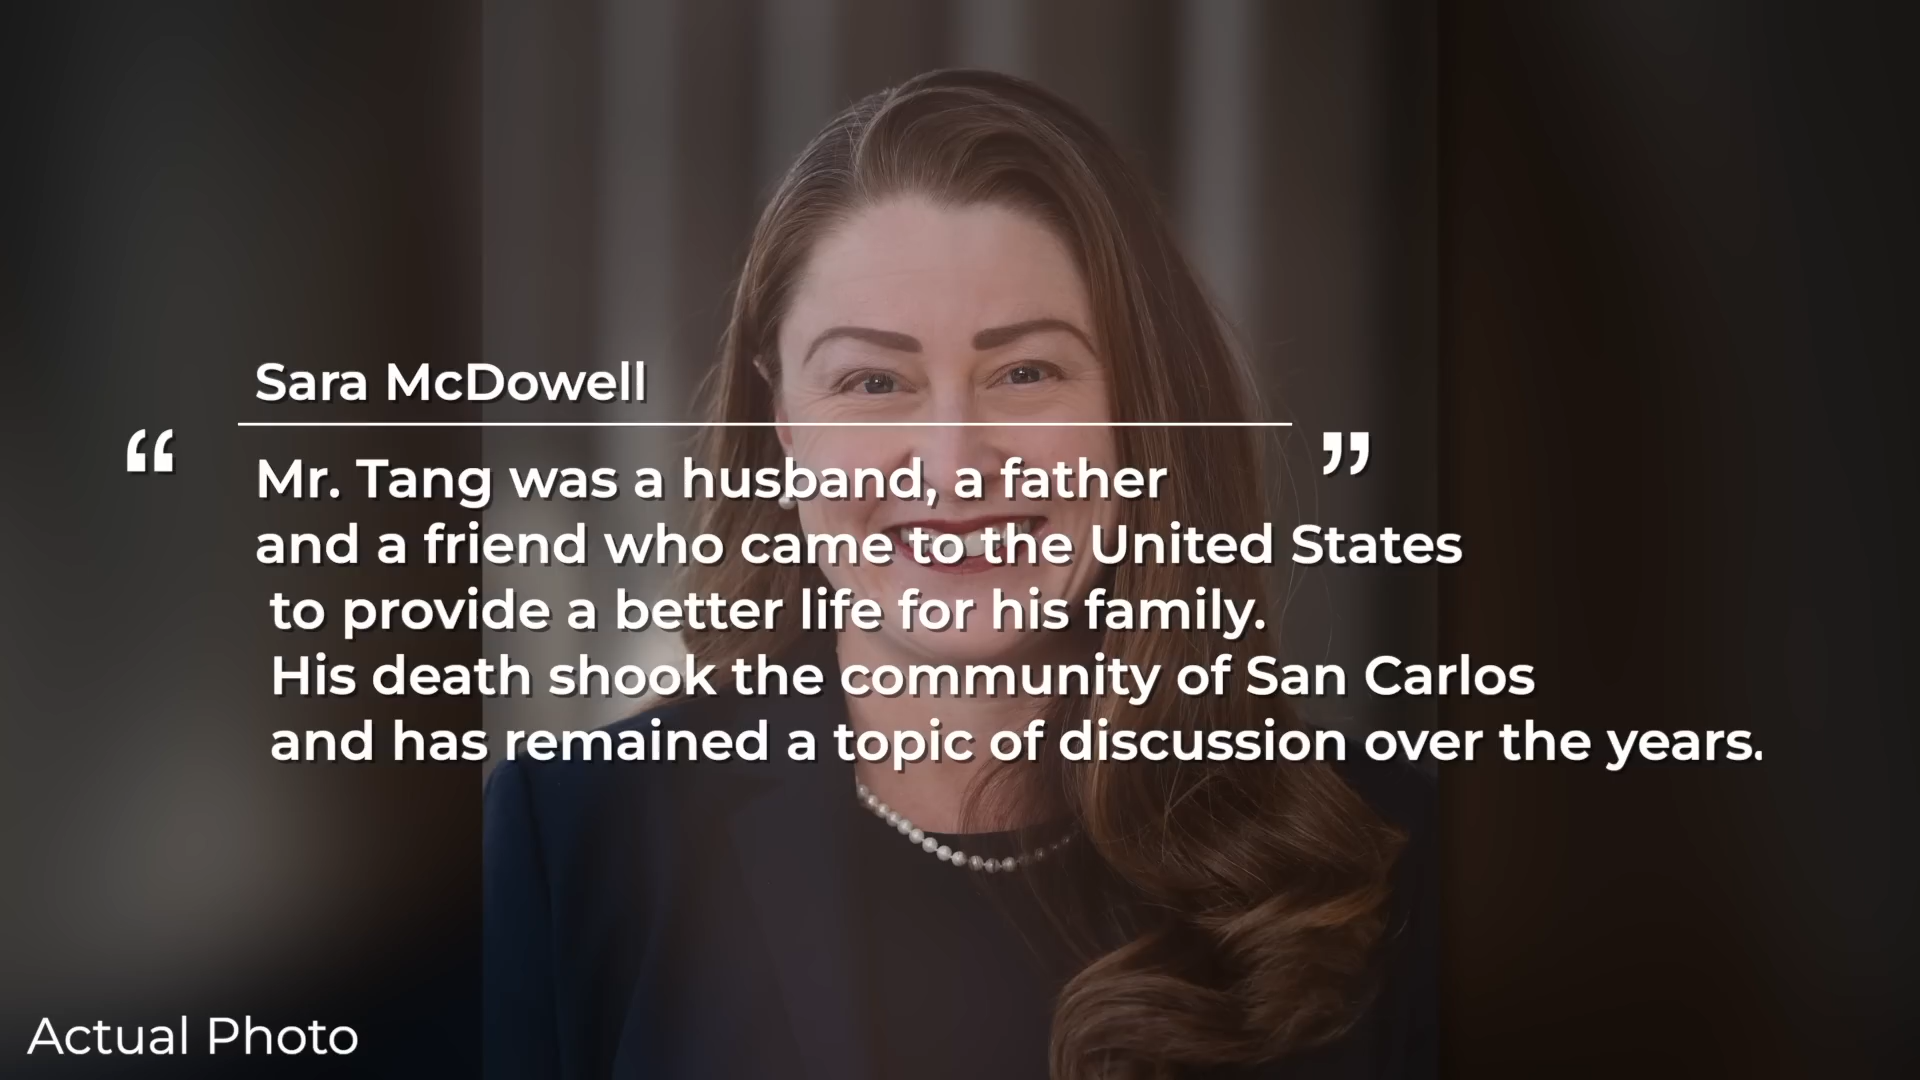 Sara McDowell
“ ”
Mr. Tang was a husband, a father
and a friend who came to the United States
to provide a better life for his family.
His death shook the community of San Carlos
and has remained a topic of discussion over the years.
Actual Photo